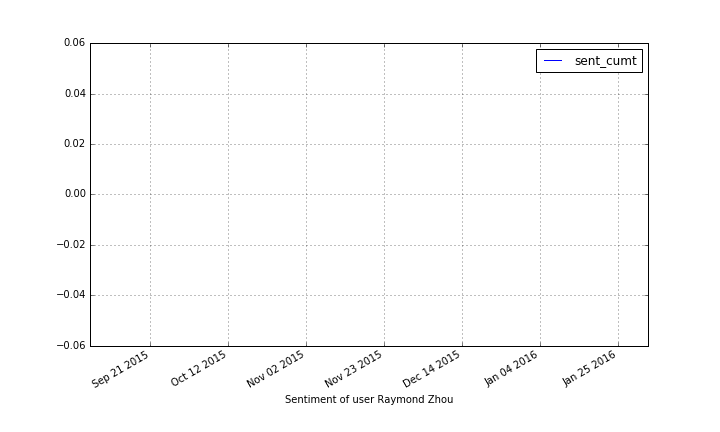 0.06
sent_cumt
0.04
0.02
0.00
−0.02
−0.04
−0.06
Sep 21 2015
Oct 12 2015
Nov 02 2015
Nov 23 2015
Dec 14 2015
Jan 04 2016
Jan 25 2016
Sentiment of user Raymond Zhou